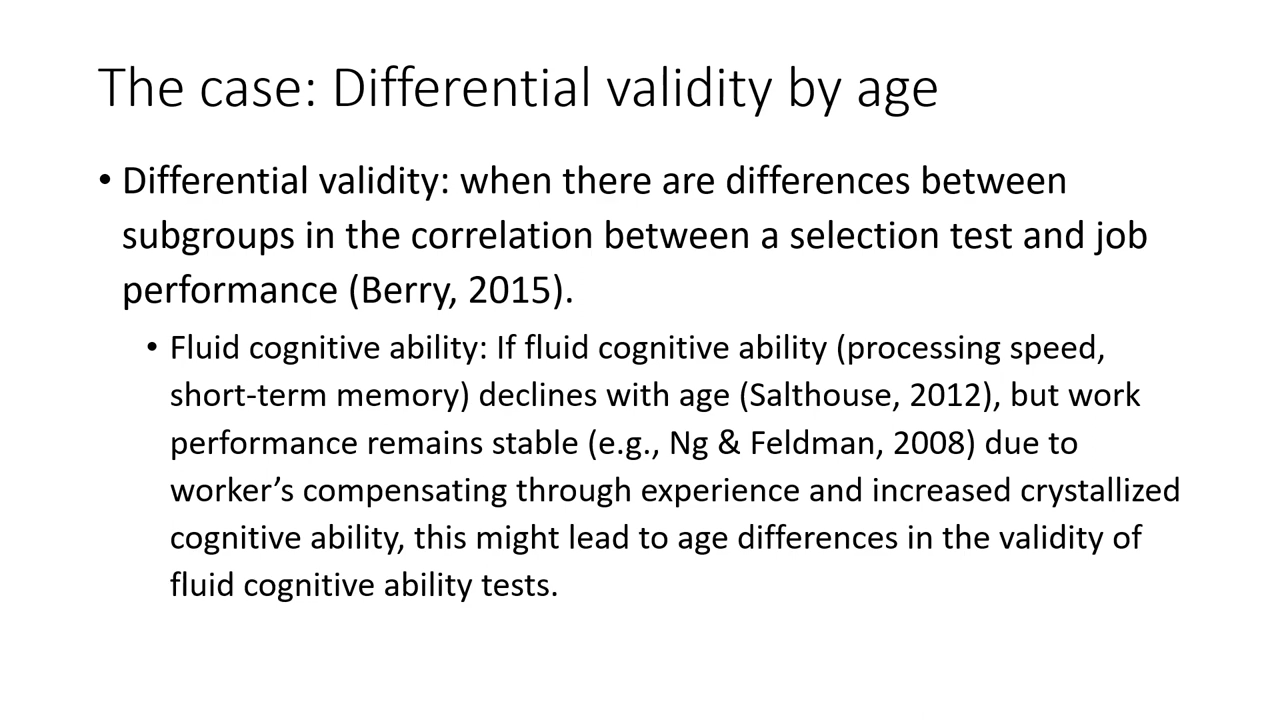 The case: Differential validity by age
• Differential validity: when there are differences between
subgroups in the correlation between a selection test and job
performance (Berry, 2015).
• Fluid cognitive ability: If fluid cognitive ability (processing speed,
short-term memory) declines with age (Salthouse, 2012), but work
performance remains stable (e.g., Ng & Feldman, 2008) due to
worker’s compensating through experience and increased crystallized
cognitive ability, this might lead to age differences in the validity of
fluid cognitive ability tests.